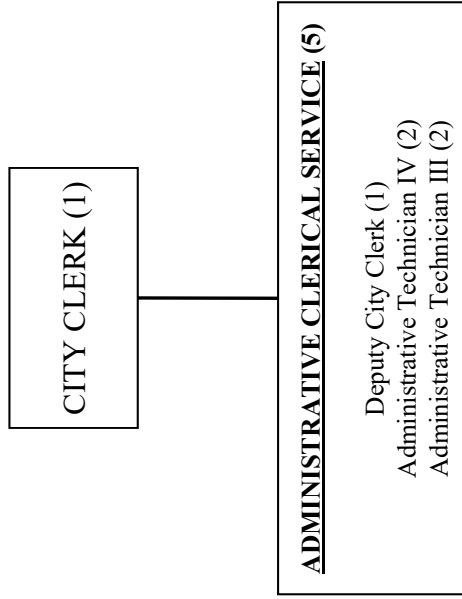 CITY CLERK (1)
ADMINISTRATIVE CLERICAL SERVICE (5)
Deputy City Clerk (1)
Administrative Technician IV (2)
Administrative Technician III (2)